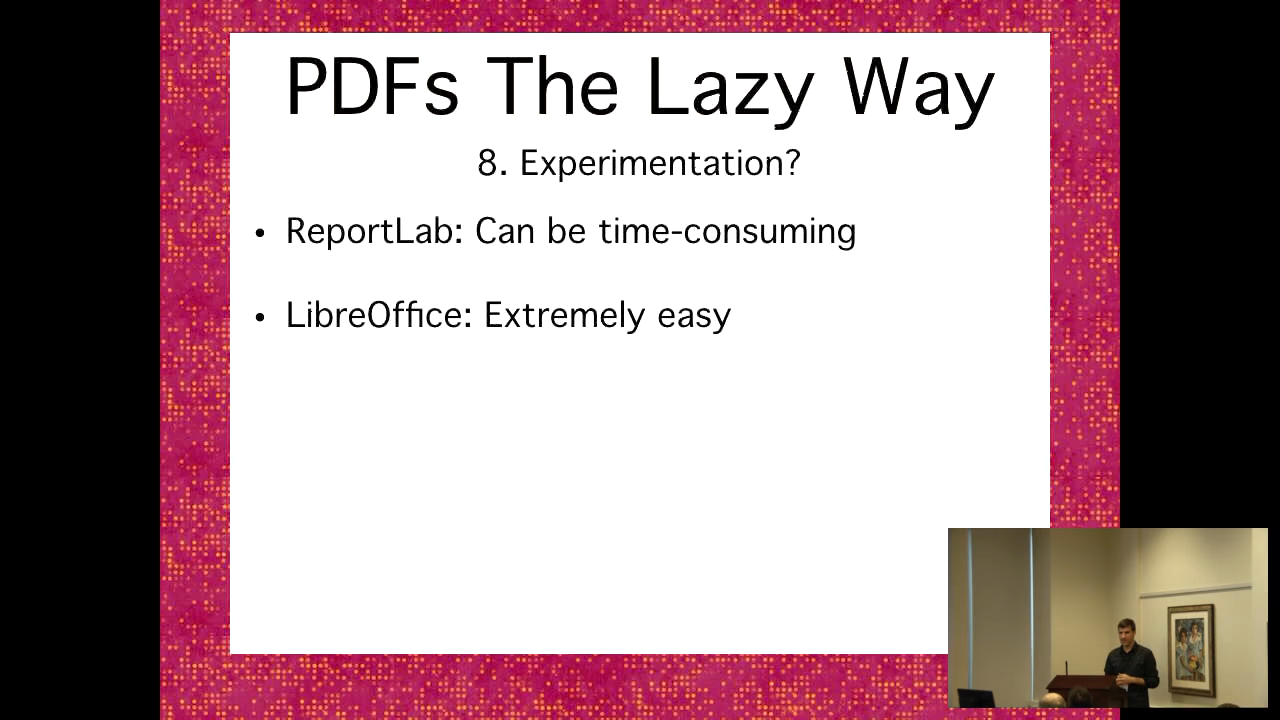 PDFs The Lazy Way
8. Experimentation?
• ReportLab: Can be time-consuming
• LibreOffice: Extremely easy